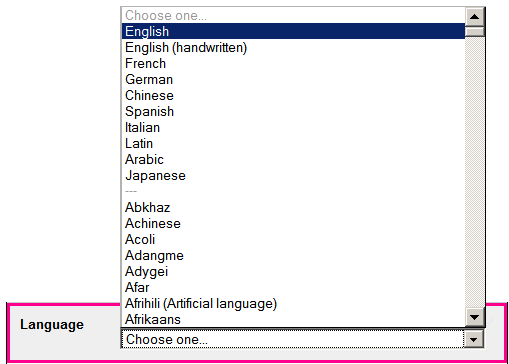 Choose one...
English
English (handwritten)
French
German
Chinese
Spanish
Italian
Latin
Arabic
Japanese
---
Abkhaz
Achinese
Acoli
Adangme
Adygei
Afar
Afrihili (Artificial language)
Afrikaans
Language Choose one...